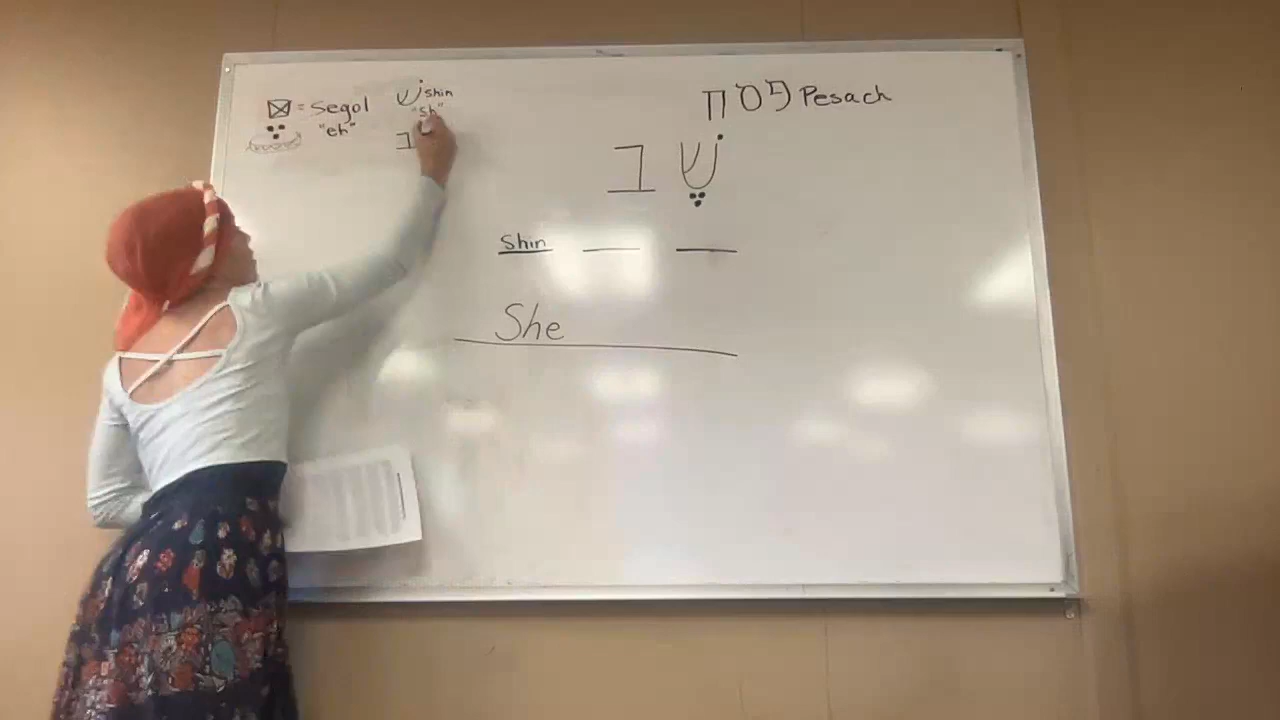 ☒ = Segol
"eh"
שׁ shin
"sh"
ב
פסח Pesach
שֶׁ ב
Shin
She